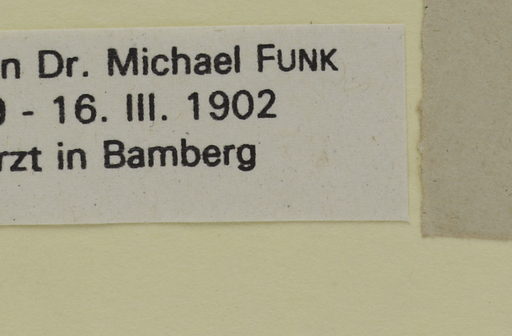 n Dr. Michael FUNK
- 16. III. 1902
rzt in Bamberg